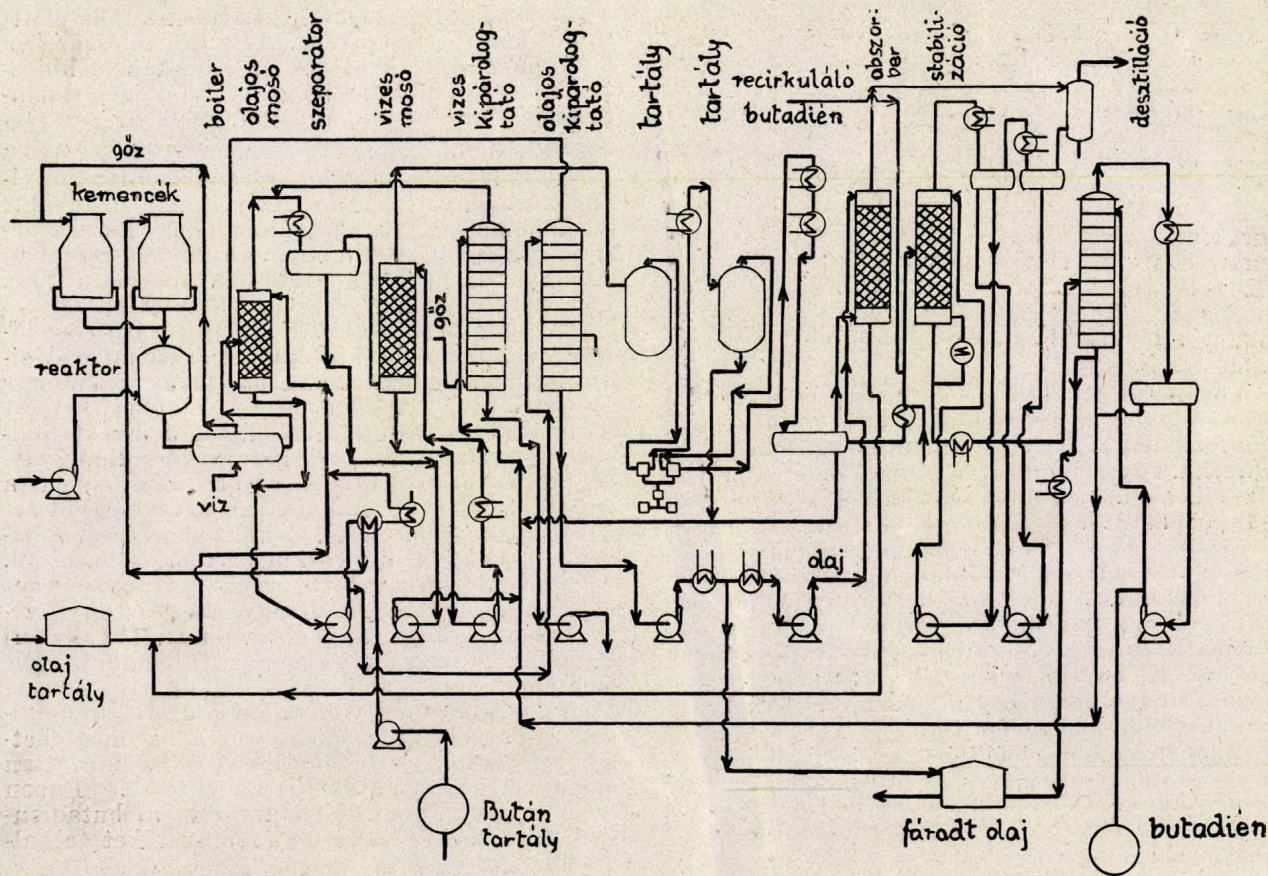 boiler
olajos
mosó
szeparátor
vizes
mosó
vizes
kipárolog-
tató
olajos
kipárolog-
tató
tartály
tartály
recirkuláló
butadién
abszor-
ber
stabili-
záció
desztilláció
gőz
kemencék
gőz
reaktor
viz
olaj
olaj
tartály
Bután
tartály
fáradt olaj
butadién